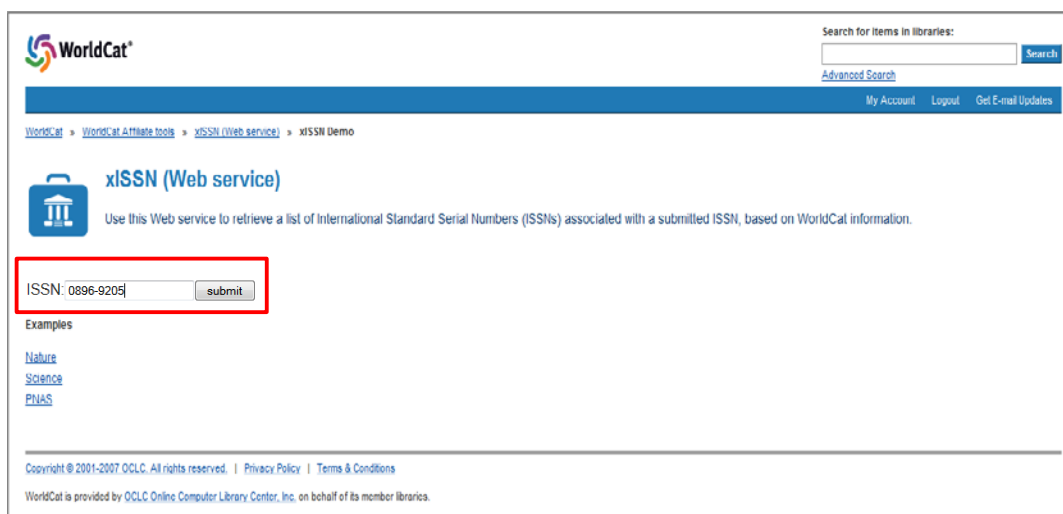 WorldCat®
Search for items in libraries:
Search
Advanced Search
My Account Logout Get E-mail Updates
WorldCat » WorldCat Affiliate tools » xISSN (Web service) » xISSN Demo
xISSN (Web service)
Use this Web service to retrieve a list of International Standard Serial Numbers (ISSNs) associated with a submitted ISSN, based on WorldCat information.
ISSN: 0896-9205 submit
Examples
Nature
Science
PNAS
Copyright © 2001-2007 OCLC. All rights reserved. | Privacy Policy | Terms & Conditions
WorldCat is provided by OCLC Online Computer Library Center, Inc. on behalf of its member libraries.